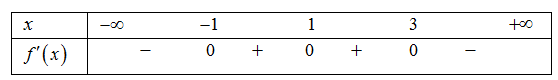 x −∞ −1 1 3 +∞
f′(x) − 0 + 0 + 0 −